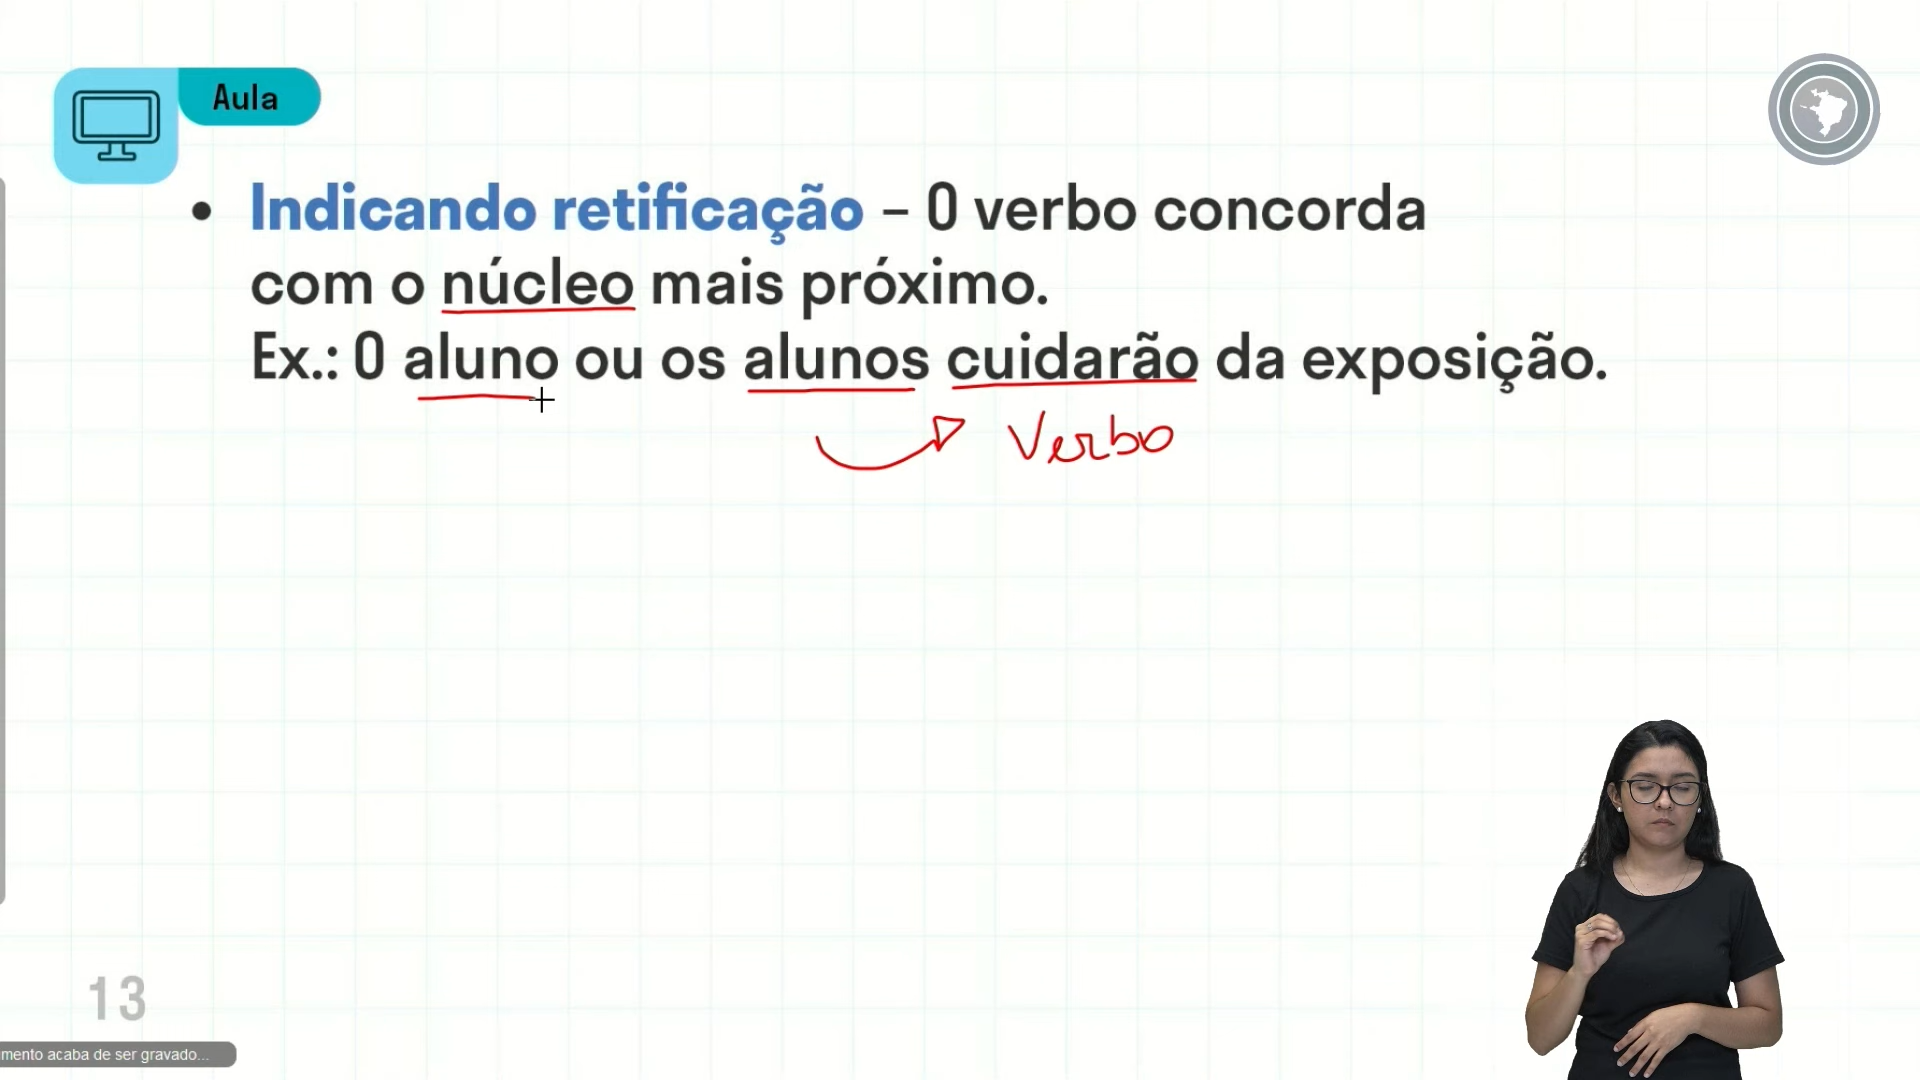 Aula
• Indicando retificação – O verbo concorda
com o núcleo mais próximo.
Ex.: O aluno ou os alunos cuidarão da exposição.
Verbo
13
mento acaba de ser gravado...